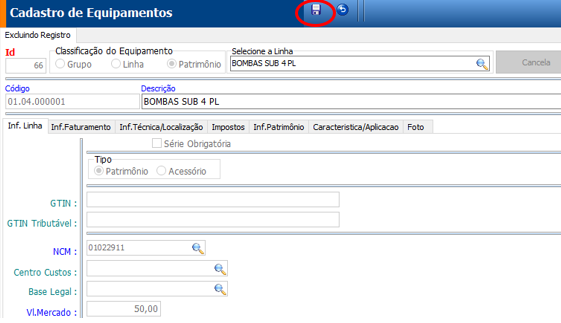 Cadastro de Equipamentos
Excluindo Registro
Id
66
Classificação do Equipamento
Grupo
Linha
Patrimônio
Selecione a Linha
BOMBAS SUB 4 PL
Cancela
Código
01.04.000001
Descrição
BOMBAS SUB 4 PL
Inf. Linha
Inf.Faturamento
Inf.Técnica/Localização
Impostos
Inf.Patrimônio
Caracteristica/Aplicacao
Foto
Série Obrigatória
Tipo
Patrimônio
Acessório
GTIN :
GTIN Tributável :
NCM :
01022911
Centro Custos :
Base Legal :
Vl.Mercado :
50,00